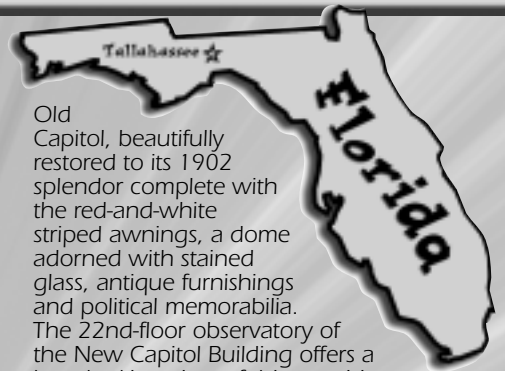 Tallahassee
Florida
Old
Capitol, beautifully
restored to its 1902
splendor complete with
the red-and-white
striped awnings, a dome
adorned with stained
glass, antique furnishings
and political memorabilia.
The 22nd-floor observatory of
the New Capitol Building offers a